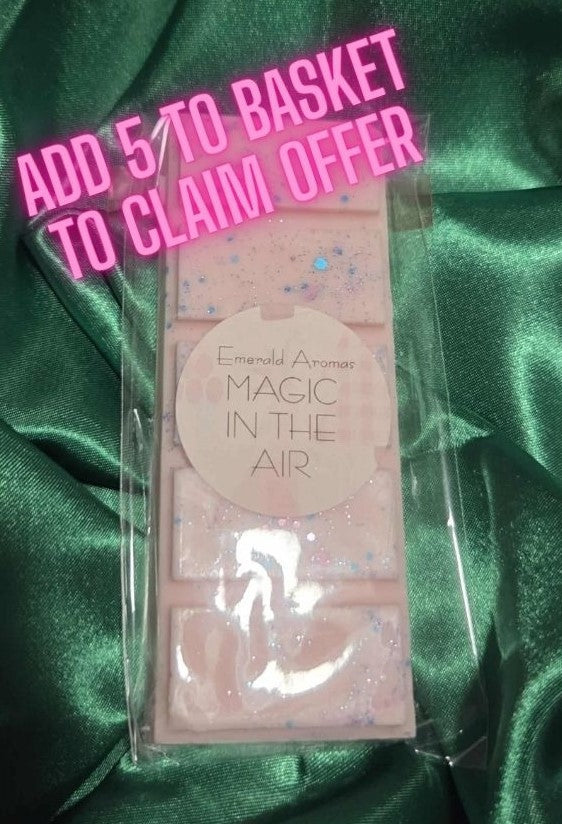 ADD 5 TO BASKET
TO CLAIM OFFER
Emerald Aromas
MAGIC
IN THE
AIR